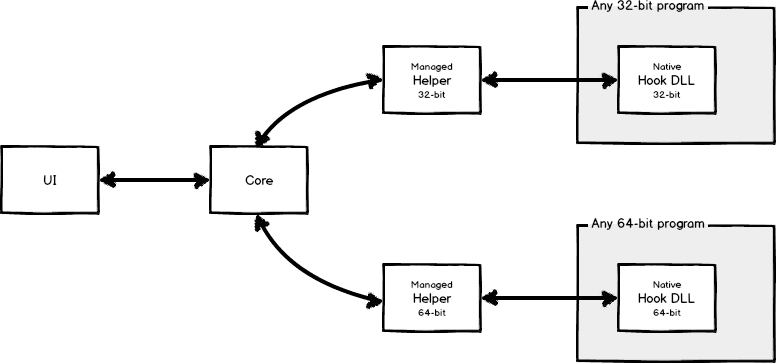 Any 32-bit program
Managed
Helper
32-bit
Native
Hook DLL
32-bit
UI
Core
Any 64-bit program
Managed
Helper
64-bit
Native
Hook DLL
64-bit